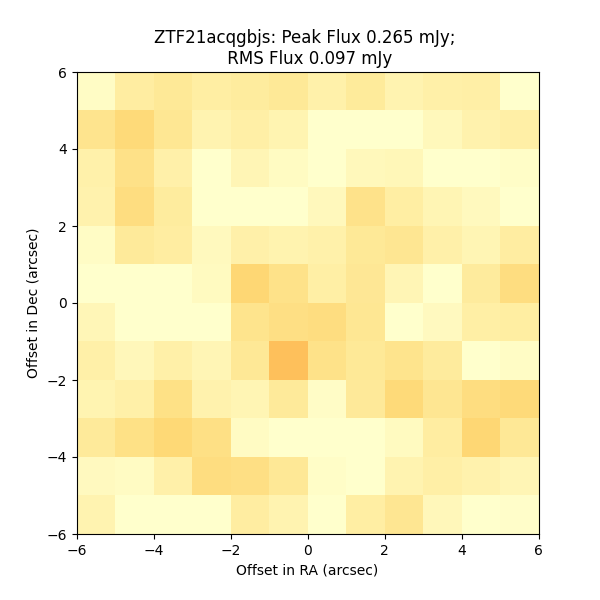 ZTF21acqgbjs: Peak Flux 0.265 mJy;
RMS Flux 0.097 mJy
6
4
2
0
−2
−4
−6
Offset in Dec (arcsec)
−6 −4 −2 0 2 4 6
Offset in RA (arcsec)